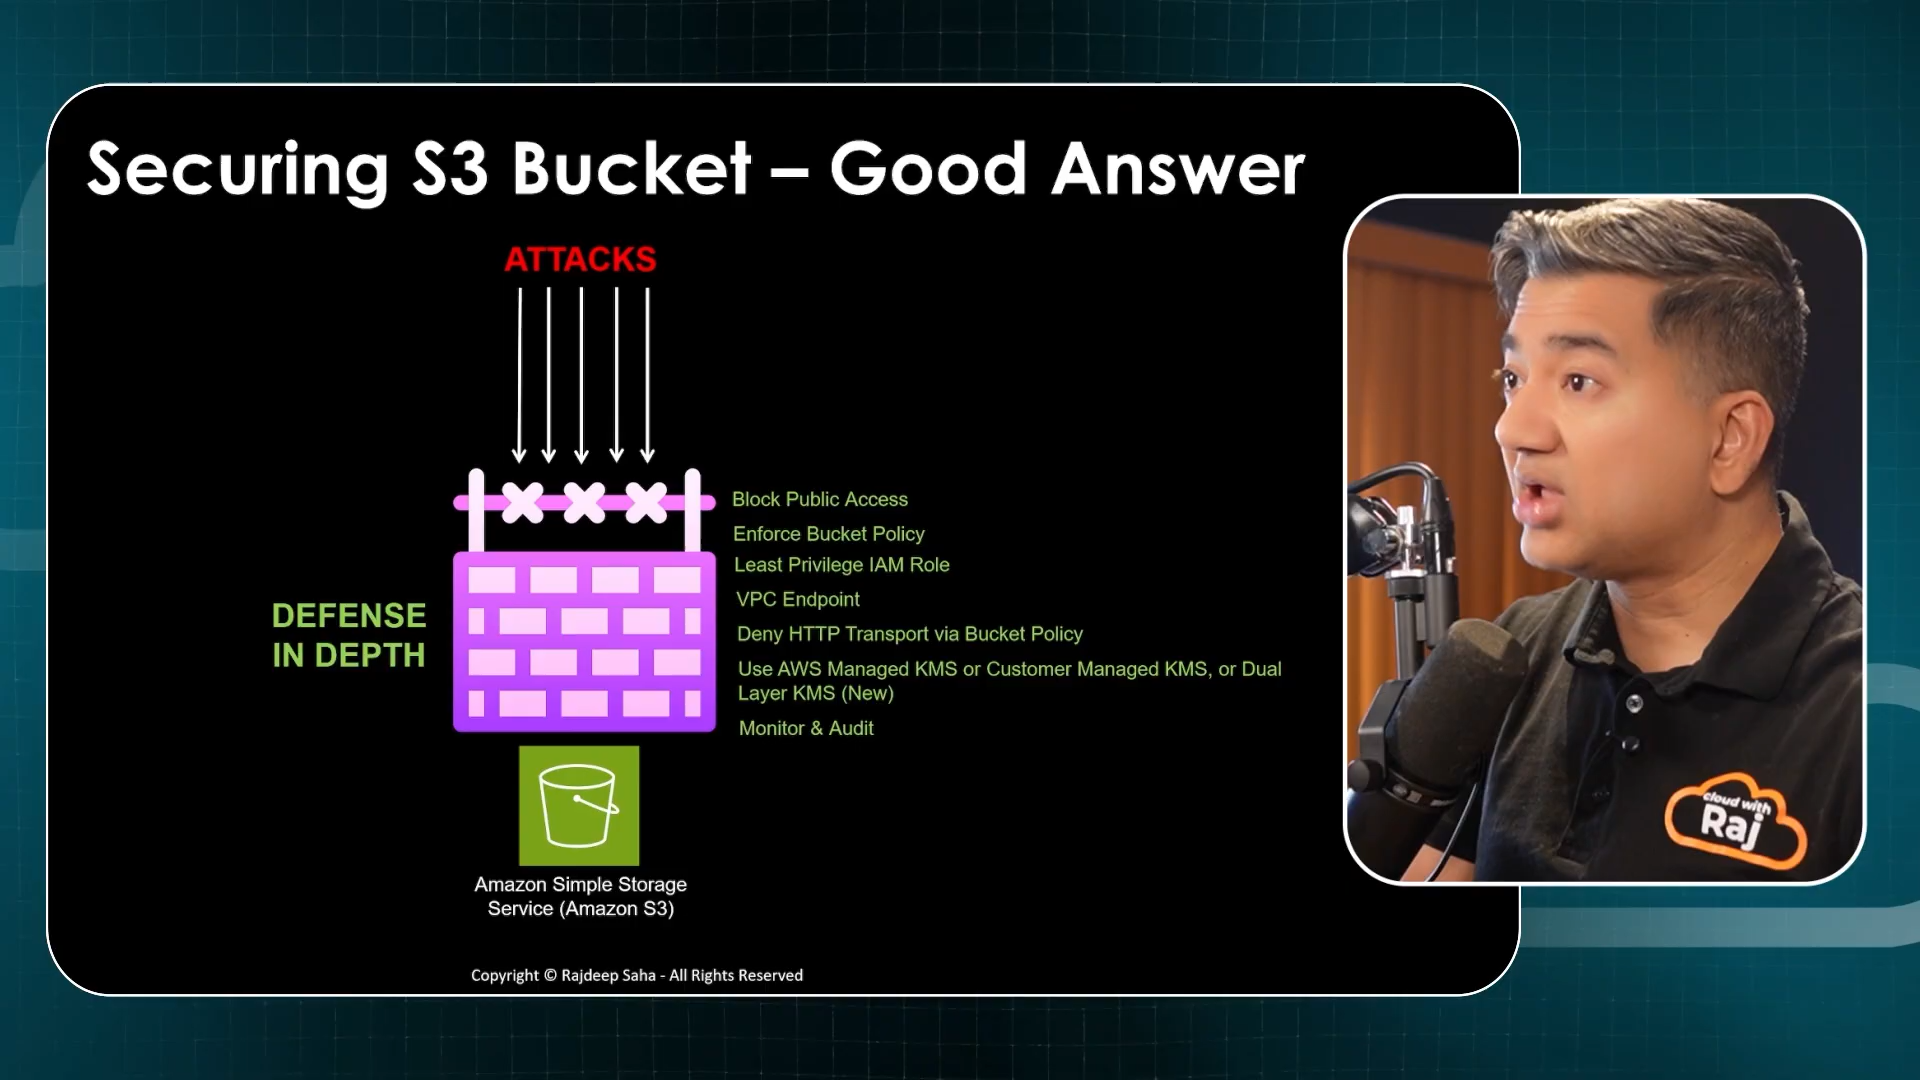 Securing S3 Bucket – Good Answer
ATTACKS
Block Public Access
Enforce Bucket Policy
Least Privilege IAM Role
VPC Endpoint
Deny HTTP Transport via Bucket Policy
Use AWS Managed KMS or Customer Managed KMS, or Dual
Layer KMS (New)
Monitor & Audit
DEFENSE
IN DEPTH
Amazon Simple Storage
Service (Amazon S3)
Copyright © Rajdeep Saha - All Rights Reserved
cloud with
Raj